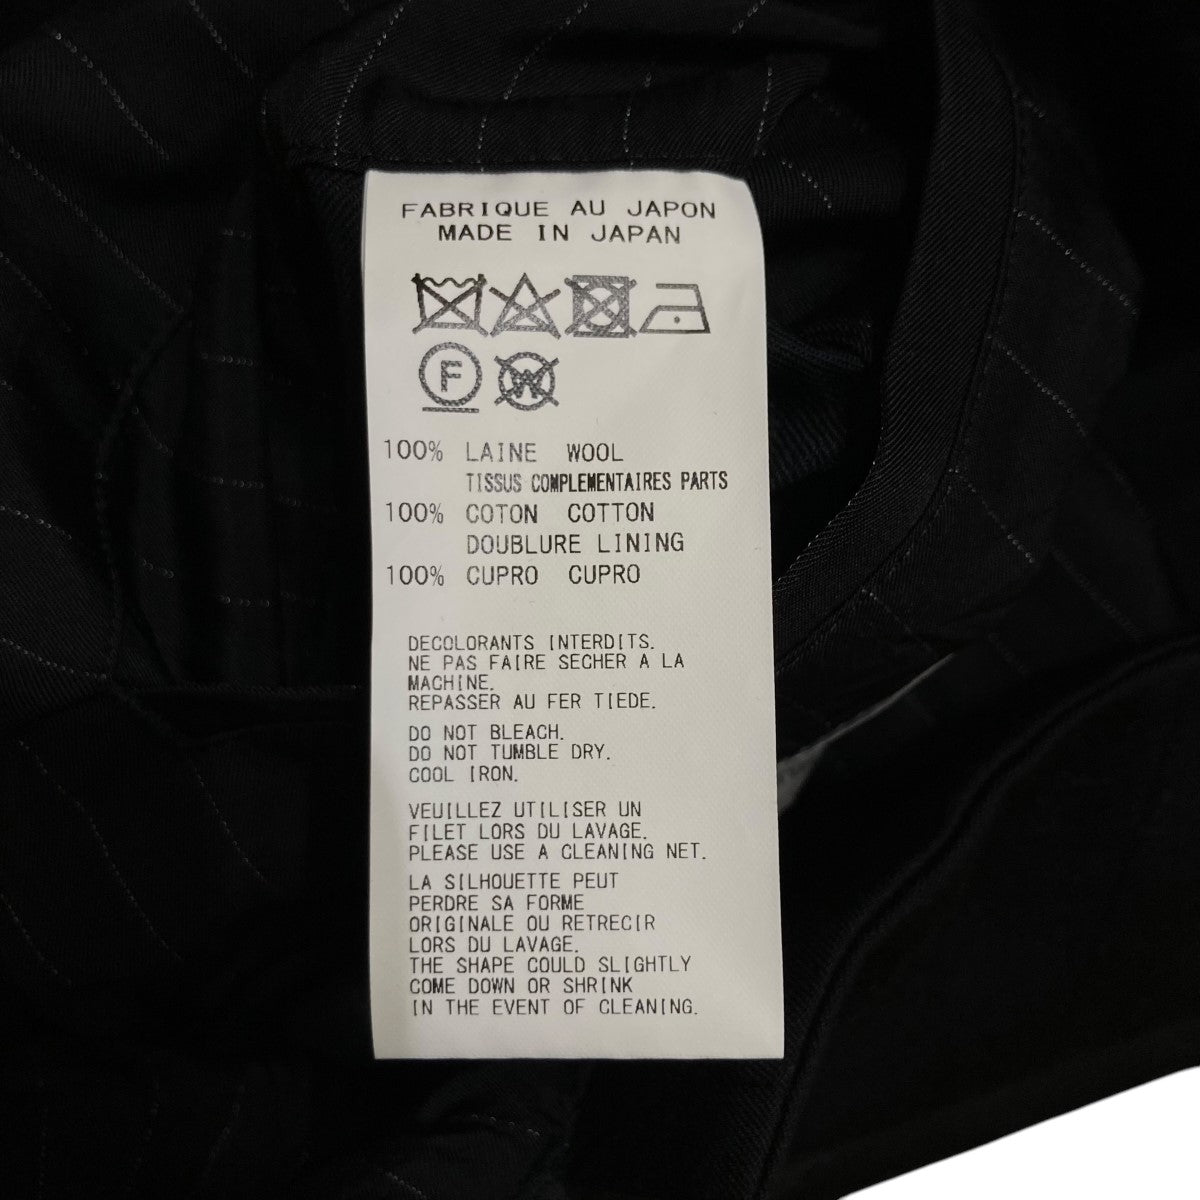 FABRIQUE AU JAPON
MADE IN JAPAN
F W
100% LAINE WOOL
TISSUS COMPLEMENTAIRES PARTS
100% COTON COTTON
DOUBLURE LINING
100% CUPRO CUPRO
DECOLORANTS INTERDITS.
NE PAS FAIRE SECHER A LA
MACHINE.
REPASSER AU FER TIEDE.
DO NOT BLEACH.
DO NOT TUMBLE DRY.
COOL IRON.
VEUILLEZ UTILISER UN
FILET LORS DU LAVAGE.
PLEASE USE A CLEANING NET.
LA SILHOUETTE PEUT
PERDRE SA FORME
ORIGINALE OU RETRECIR
LORS DU LAVAGE.
THE SHAPE COULD SLIGHTLY
COME DOWN OR SHRINK
IN THE EVENT OF CLEANING.